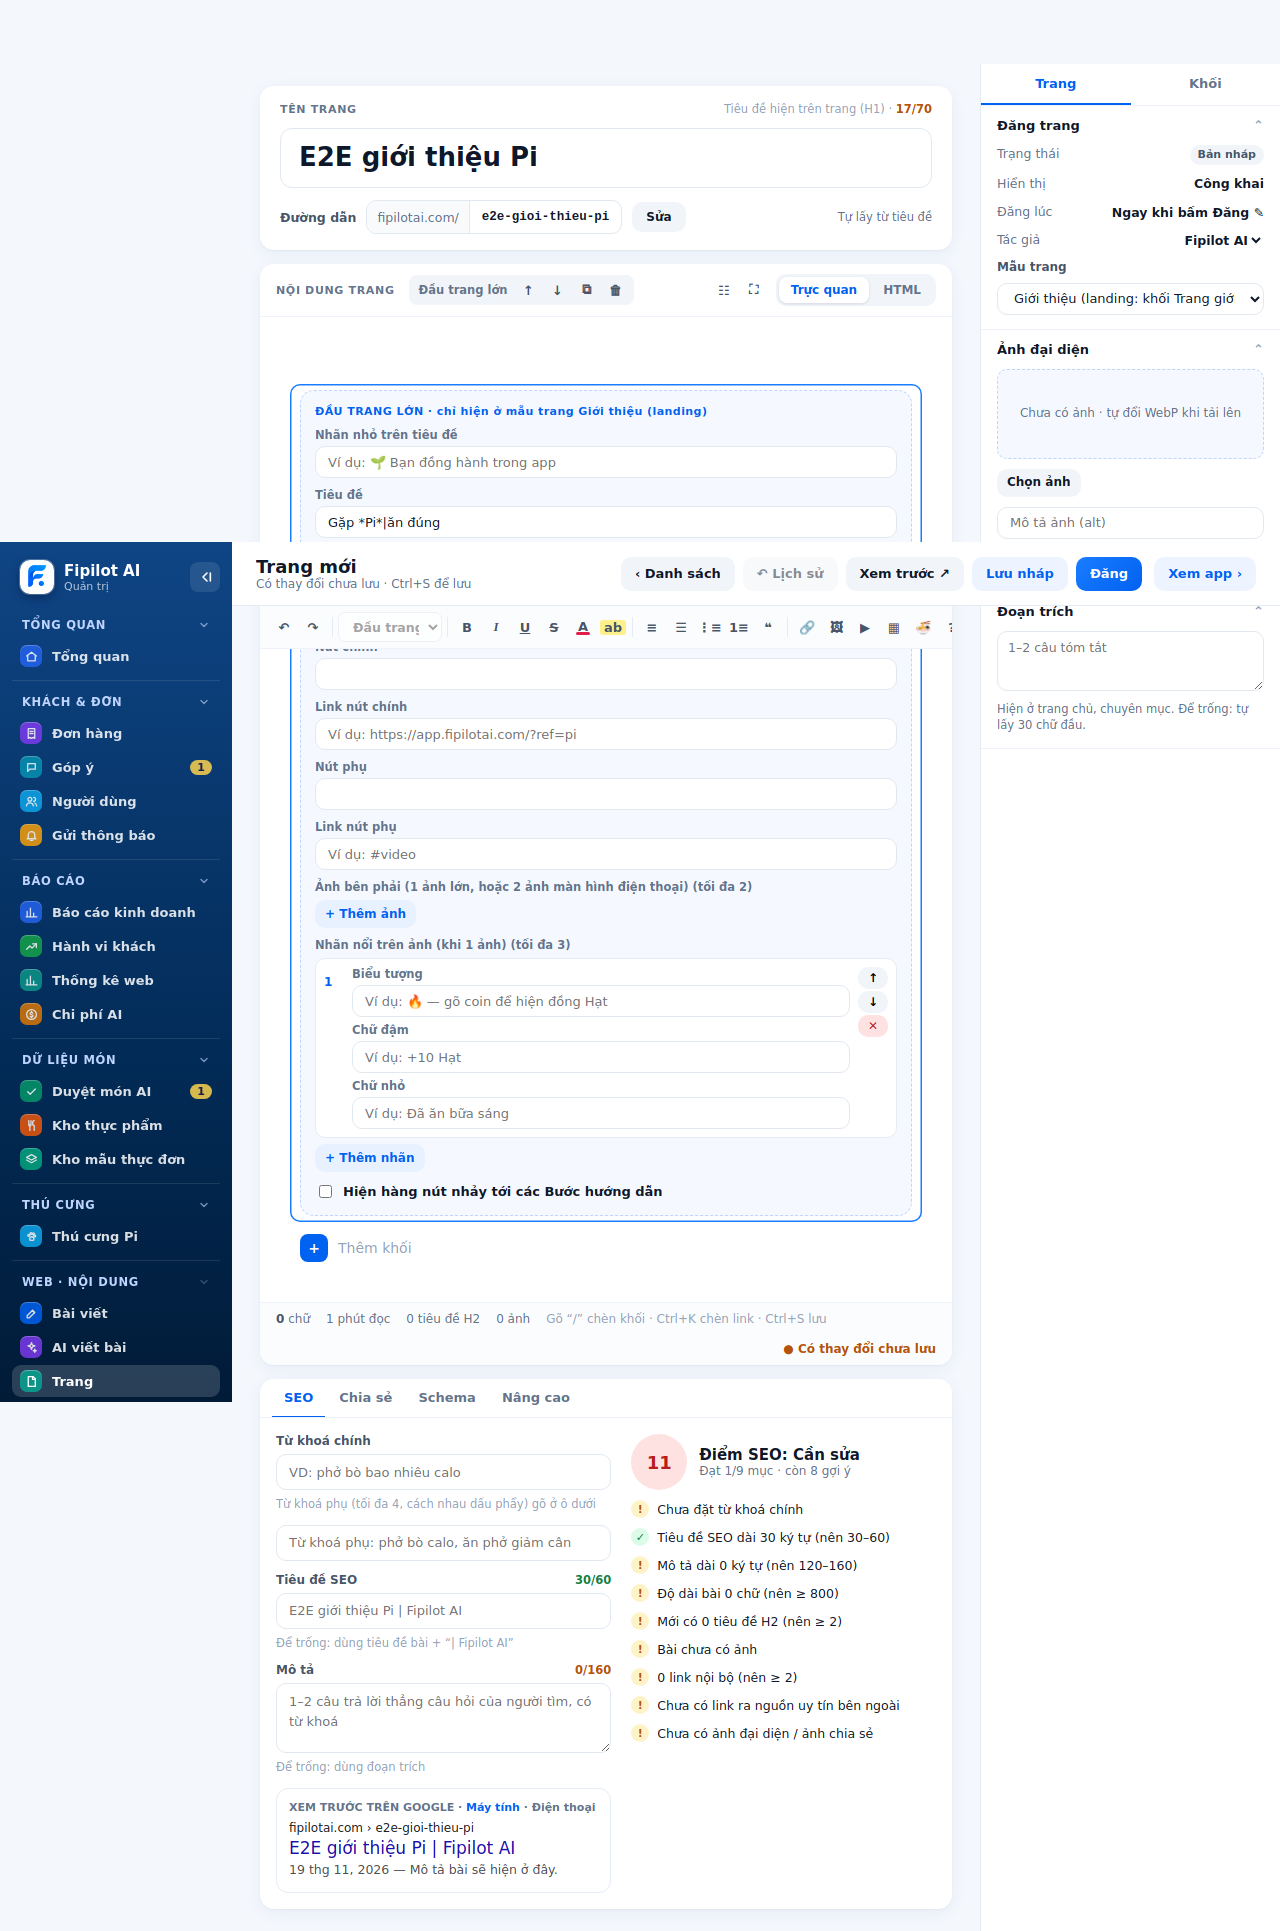 TÊN TRANG
Tiêu đề hiện trên trang (H1) · 17/70
E2E giới thiệu Pi
Đường dẫn
fipilotai.com/
e2e-gioi-thieu-pi
Sửa
Tự lấy từ tiêu đề
NỘI DUNG TRANG
Đầu trang lớn
↑
↓
Trực quan
HTML
ĐẦU TRANG LỚN · chỉ hiện ở mẫu trang Giới thiệu (landing)
Nhãn nhỏ trên tiêu đề
Ví dụ: 🌱 Bạn đồng hành trong app
Tiêu đề
Gặp *Pi*|ăn đúng
Fipilot AI
Quản trị
Trang mới
Có thay đổi chưa lưu · Ctrl+S để lưu
‹ Danh sách
↶ Lịch sử
Xem trước ↗
Lưu nháp
Đăng
Xem app ›
TỔNG QUAN
Tổng quan
KHÁCH & ĐƠN
Đơn hàng
Góp ý
1
Người dùng
Gửi thông báo
BÁO CÁO
Báo cáo kinh doanh
Hành vi khách
Thống kê web
Chi phí AI
DỮ LIỆU MÓN
Duyệt món AI
1
Kho thực phẩm
Kho mẫu thực đơn
THÚ CƯNG
Thú cưng Pi
WEB · NỘI DUNG
Bài viết
AI viết bài
Trang
Đầu trang
B
I
U
S
A
ab
Link nút chính
Ví dụ: https://app.fipilotai.com/?ref=pi
Nút phụ
Link nút phụ
Ví dụ: #video
Ảnh bên phải (1 ảnh lớn, hoặc 2 ảnh màn hình điện thoại) (tối đa 2)
+ Thêm ảnh
Nhãn nổi trên ảnh (khi 1 ảnh) (tối đa 3)
1
Biểu tượng
Ví dụ: 🔥 — gõ coin để hiện đồng Hạt
Chữ đậm
Ví dụ: +10 Hạt
Chữ nhỏ
Ví dụ: Đã ăn bữa sáng
↑
↓
✕
+ Thêm nhãn
Hiện hàng nút nhảy tới các Bước hướng dẫn
+
Thêm khối
0 chữ
1 phút đọc
0 tiêu đề H2
0 ảnh
Gõ “/” chèn khối · Ctrl+K chèn link · Ctrl+S lưu
● Có thay đổi chưa lưu
SEO
Chia sẻ
Schema
Nâng cao
Từ khoá chính
VD: phở bò bao nhiêu calo
Từ khoá phụ (tối đa 4, cách nhau dấu phẩy) gõ ở ô dưới
Từ khoá phụ: phở bò calo, ăn phở giảm cân
Tiêu đề SEO
30/60
E2E giới thiệu Pi | Fipilot AI
Để trống: dùng tiêu đề bài + “| Fipilot AI”
Mô tả
0/160
1–2 câu trả lời thẳng câu hỏi của người tìm, có
từ khoá
Để trống: dùng đoạn trích
XEM TRƯỚC TRÊN GOOGLE · Máy tính · Điện thoại
fipilotai.com › e2e-gioi-thieu-pi
E2E giới thiệu Pi | Fipilot AI
19 thg 11, 2026 — Mô tả bài sẽ hiện ở đây.
11
Điểm SEO: Cần sửa
Đạt 1/9 mục · còn 8 gợi ý
! Chưa đặt từ khoá chính
✓ Tiêu đề SEO dài 30 ký tự (nên 30–60)
! Mô tả dài 0 ký tự (nên 120–160)
! Độ dài bài 0 chữ (nên ≥ 800)
! Mới có 0 tiêu đề H2 (nên ≥ 2)
! Bài chưa có ảnh
! 0 link nội bộ (nên ≥ 2)
! Chưa có link ra nguồn uy tín bên ngoài
! Chưa có ảnh đại diện / ảnh chia sẻ
Trang
Khối
Đăng trang
Trạng thái
Bản nháp
Hiển thị
Công khai
Đăng lúc
Ngay khi bấm Đăng ✎
Tác giả
Fipilot AI
Mẫu trang
Giới thiệu (landing: khối Trang giớ
Ảnh đại diện
Chưa có ảnh · tự đổi WebP khi tải lên
Chọn ảnh
Mô tả ảnh (alt)
Đoạn trích
1–2 câu tóm tắt
Hiện ở trang chủ, chuyên mục. Để trống: tự
lấy 30 chữ đầu.